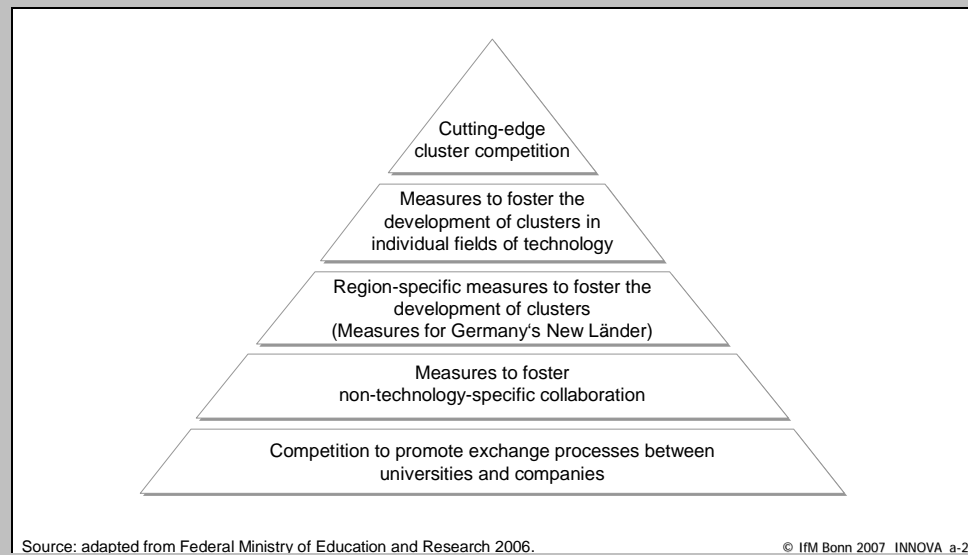 Cutting-edge
cluster competition
Measures to foster the
development of clusters in
individual fields of technology
Region-specific measures to foster the
development of clusters
(Measures for Germany‘s New Länder)
Measures to foster
non-technology-specific collaboration
Competition to promote exchange processes between
universities and companies
Source: adapted from Federal Ministry of Education and Research 2006.
© IfM Bonn 2007 INNOVA a-2